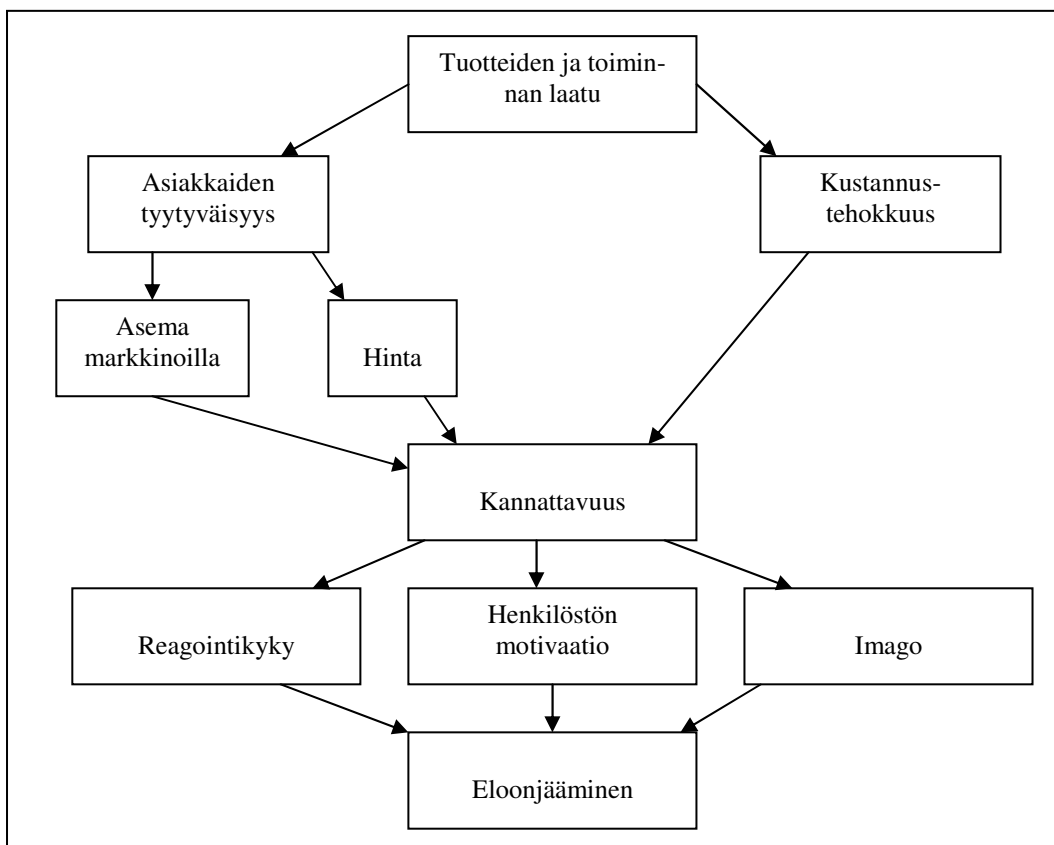 Tuotteiden ja toimin-
nan laatu
Asiakkaiden
tyytyväisyys
Kustannus-
tehokkuus
Asema
markkinoilla
Hinta
Kannattavuus
Reagointikyky
Henkilöstön
motivaatio
Imago
Eloonjääminen